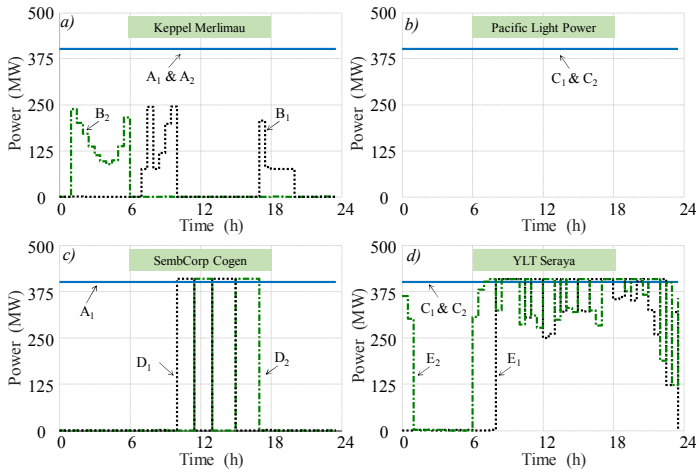 a)
Keppel Merlimau
Power (MW)
500
375
250
125
0
A1 & A2
B2
B1
0
6
12
18
24
Time (h)
b)
Pacific Light Power
Power (MW)
500
375
250
125
0
C1 & C2
0
6
12
18
24
Time (h)
c)
SembCorp Cogen
Power (MW)
500
375
250
125
0
A1
D1
D2
0
6
12
18
24
Time (h)
d)
YLT Seraya
Power (MW)
500
375
250
125
0
C1 & C2
E2
E1
0
6
12
18
24
Time (h)